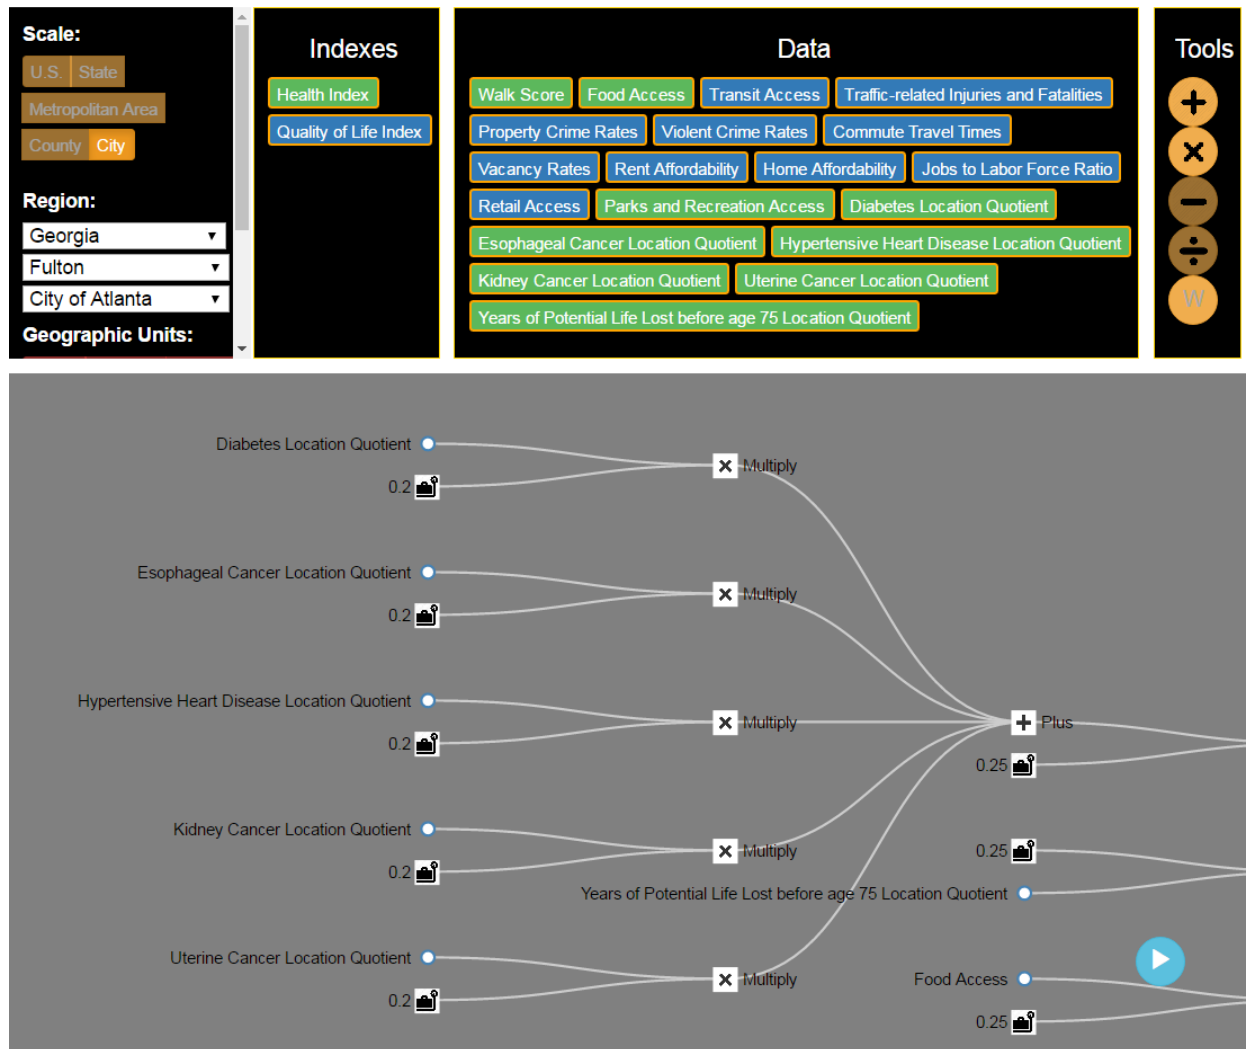 Scale:
U.S. State
Metropolitan Area
County City
Region:
Georgia
Fulton
City of Atlanta
Geographic Units:
Indexes
Health Index
Quality of Life Index
Data
Walk Score Food Access Transit Access Traffic-related Injuries and Fatalities
Property Crime Rates Violent Crime Rates Commute Travel Times
Vacancy Rates Rent Affordability Home Affordability Jobs to Labor Force Ratio
Retail Access Parks and Recreation Access Diabetes Location Quotient
Esophageal Cancer Location Quotient Hypertensive Heart Disease Location Quotient
Kidney Cancer Location Quotient Uterine Cancer Location Quotient
Years of Potential Life Lost before age 75 Location Quotient
Tools
W
Diabetes Location Quotient
Multiply
0.2
Esophageal Cancer Location Quotient
Multiply
0.2
Hypertensive Heart Disease Location Quotient
Multiply
Plus
0.2
0.25
Kidney Cancer Location Quotient
Multiply
0.25
0.2
Years of Potential Life Lost before age 75 Location Quotient
Uterine Cancer Location Quotient
Multiply
Food Access
0.2
0.25